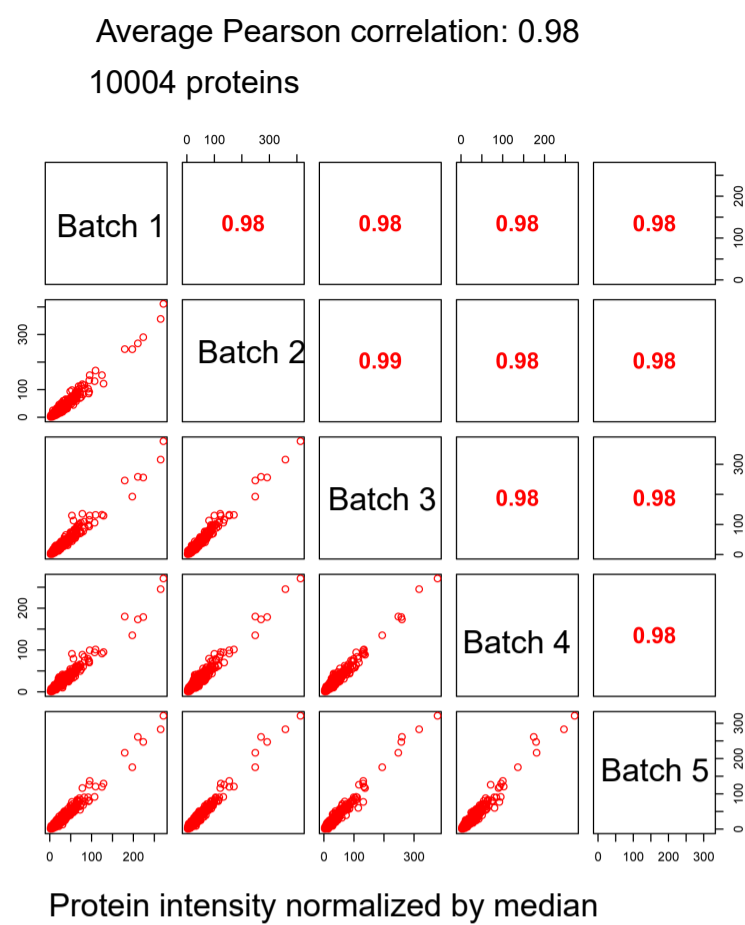 Average Pearson correlation: 0.98
10004 proteins
0 100 300 0 100 200
Batch 1 0.98 0.98 0.98 0.98 0 100 200
0 100 300 Batch 2 0.99 0.98 0.98
Batch 3 0.98 0.98 0 100 300
0 100 200 Batch 4 0.98
Batch 5 0 100 200 300
0 100 200 0 100 300 0 100 200 300
Protein intensity normalized by median